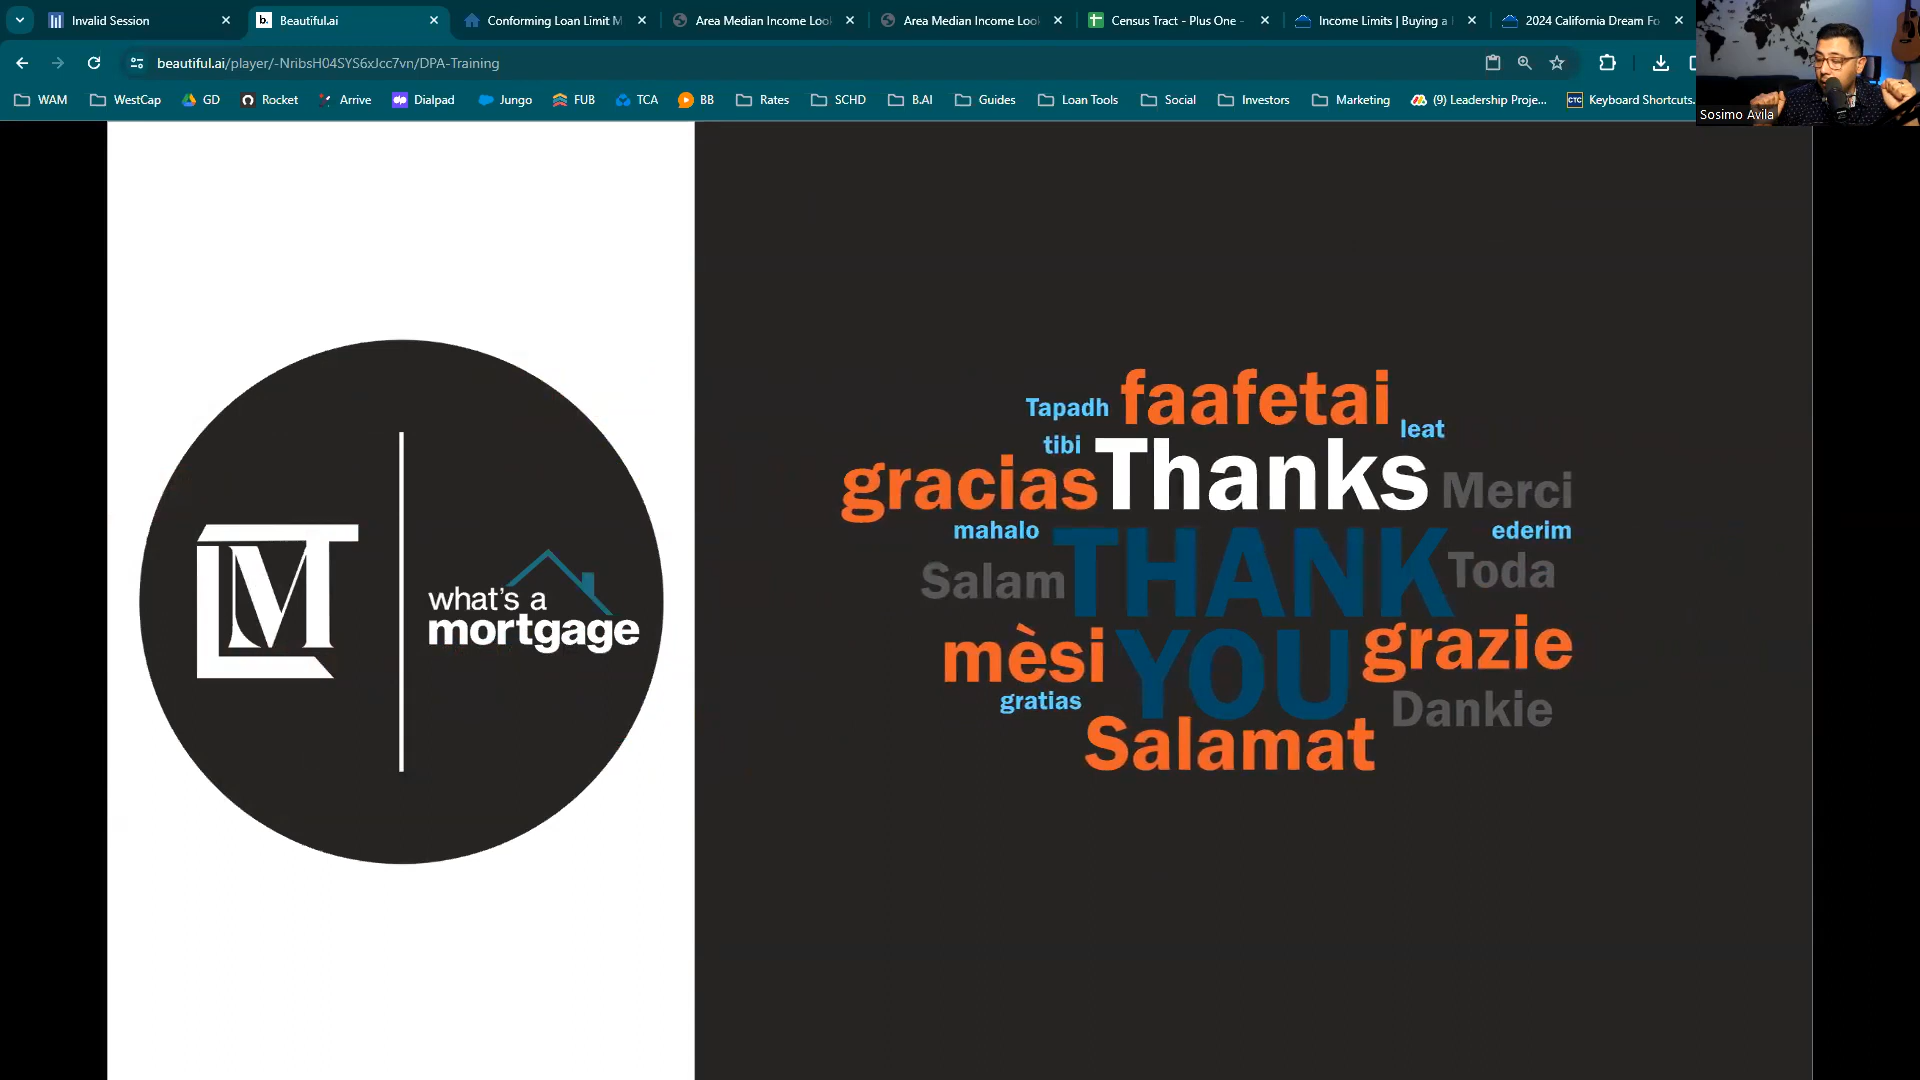 Invalid Session
Beautiful.ai
Conforming Loan Limit M
Area Median Income Loo
Area Median Income Loo
Census Tract - Plus One -
Income Limits | Buying a
2024 California Dream Fo
beautiful.ai/player/-NribsH04SYS6xJcc7vn/DPA-Training
WAM
WestCap
GD
Rocket
Arrive
Dialpad
Jungo
FUB
TCA
BB
Rates
SCHD
B.AI
Guides
Loan Tools
Social
Investors
Marketing
(9) Leadership Proje...
CTC
Keyboard Shortcuts.
Sosimo Avila
LMT
what's a
mortgage
Tapadh faafetai
leat
tibi
gracias Thanks Merci
mahalo
ederim
Salam THANK Toda
mèsi YOU grazie
gratias
Dankie
Salamat